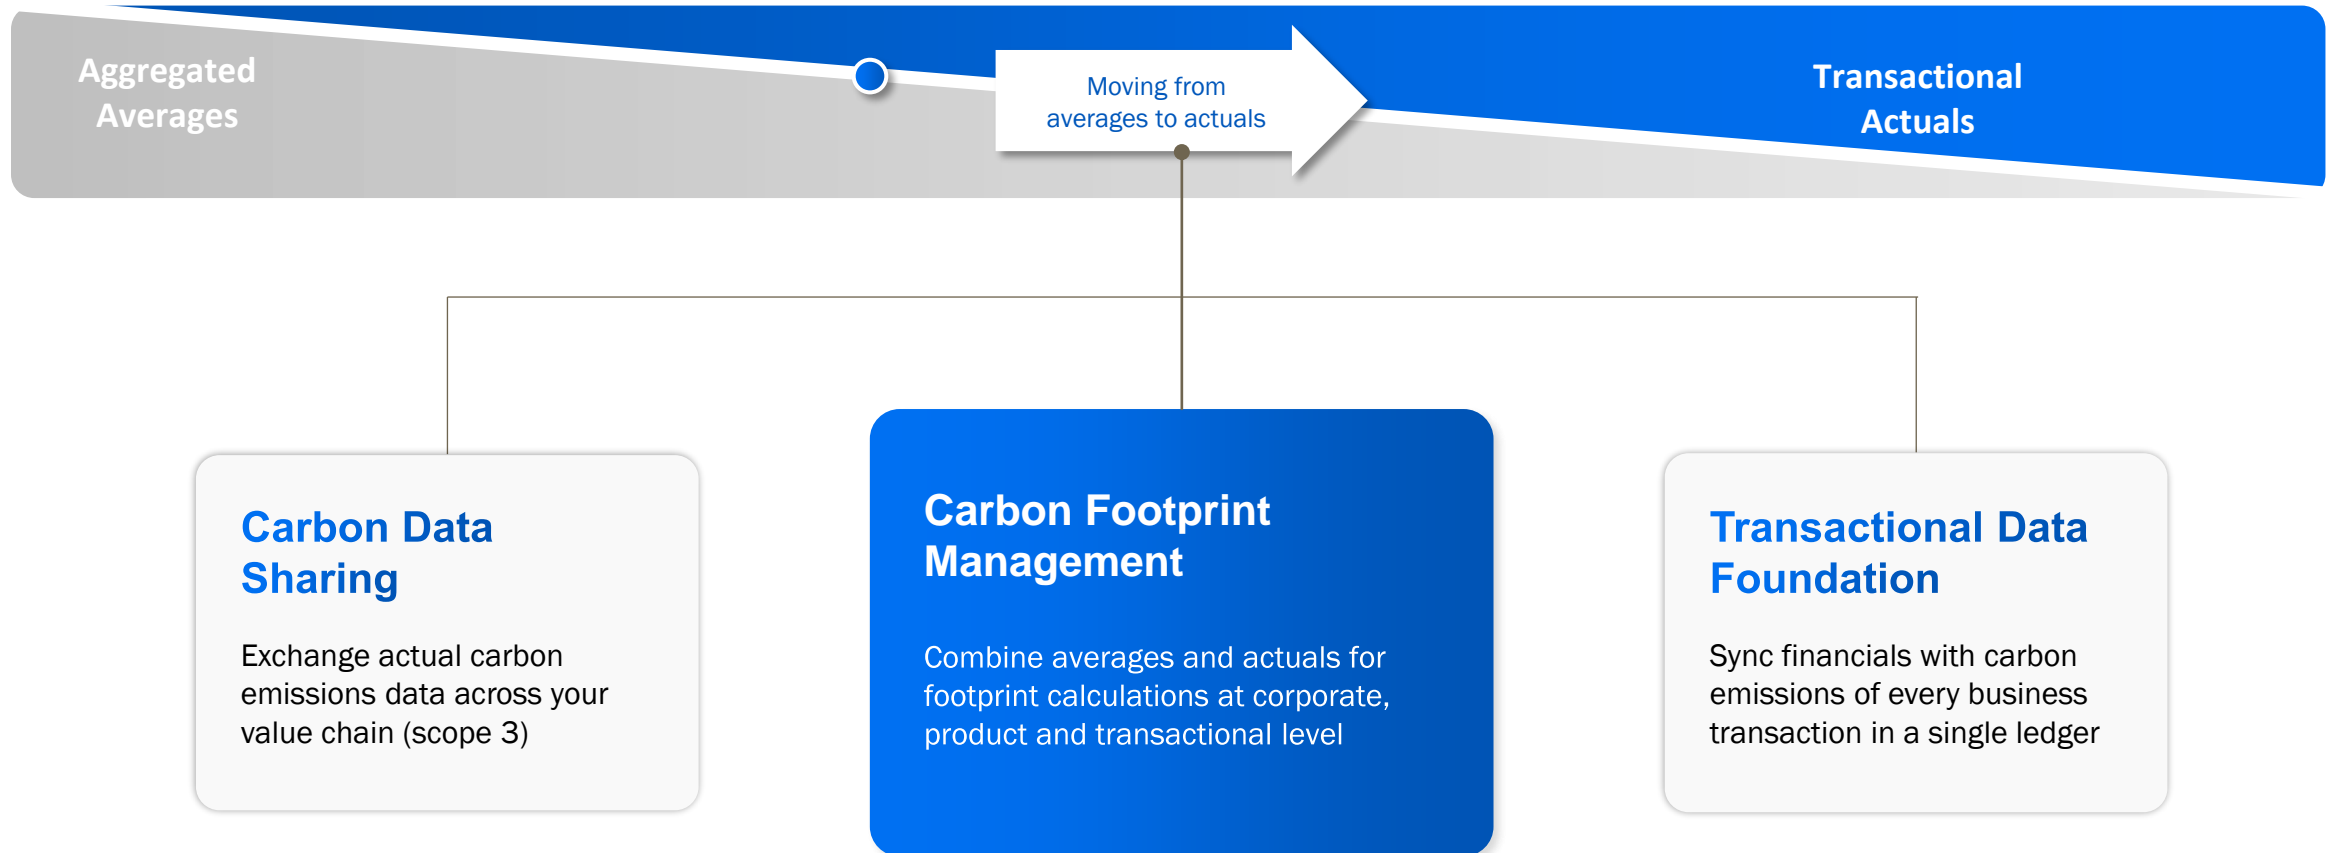 Aggregated
Averages
Moving from
averages to actuals
Transactional
Actuals
Carbon Data
Sharing
Exchange actual carbon
emissions data across your
value chain (scope 3)
Carbon Footprint
Management
Combine averages and actuals for
footprint calculations at corporate,
product and transactional level
Transactional Data
Foundation
Sync financials with carbon
emissions of every business
transaction in a single ledger